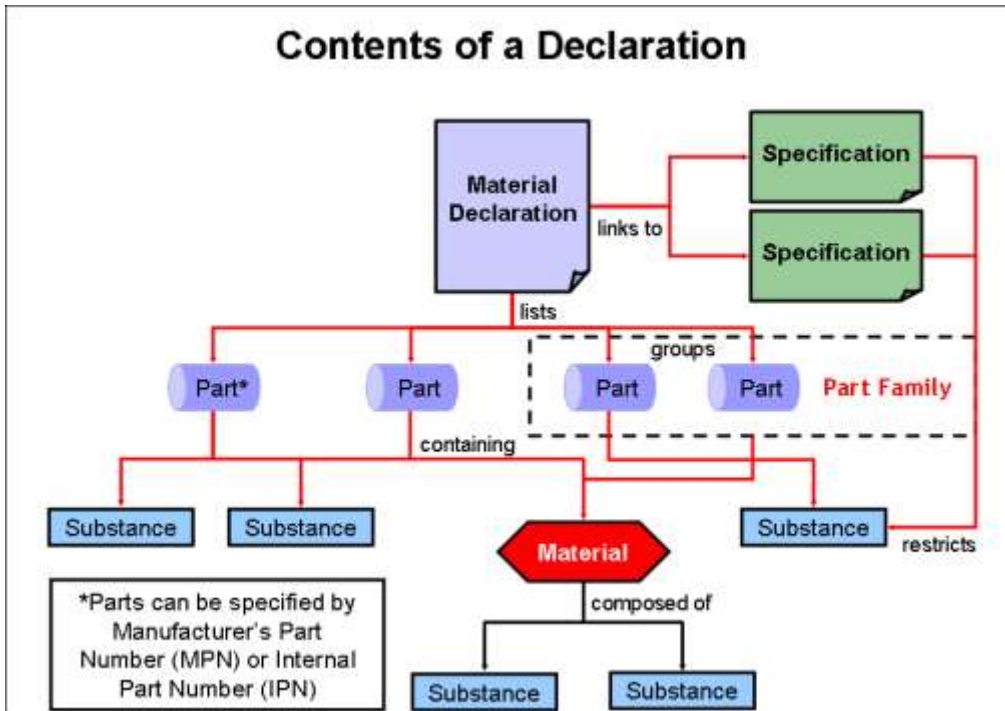 Contents of a Declaration
Material
Declaration
links to
Specification
Specification
lists
groups
Part*
Part
Part
Part
Part Family
containing
Substance
Substance
Material
Substance
restricts
composed of
Substance
Substance
*Parts can be specified by
Manufacturer's Part
Number (MPN) or Internal
Part Number (IPN)